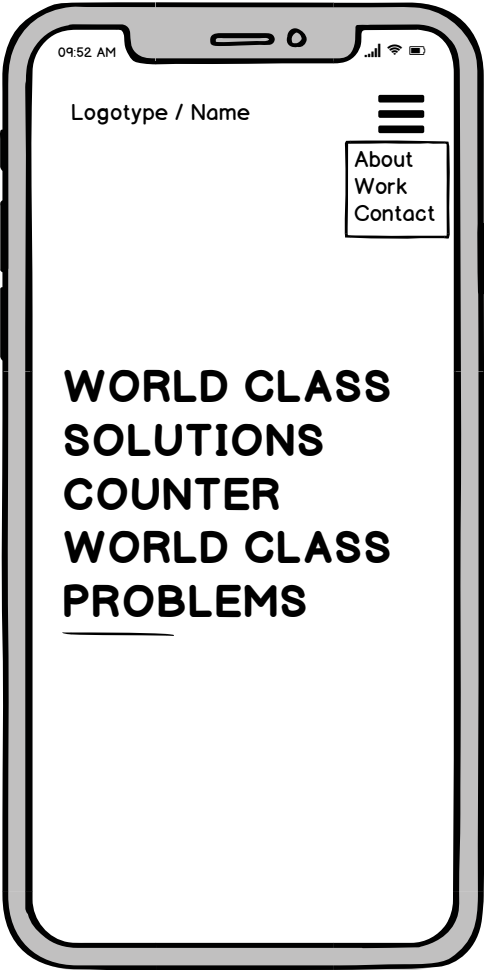 09:52 AM
Logotype / Name
About
Work
Contact
WORLD CLASS
SOLUTIONS
COUNTER
WORLD CLASS
PROBLEMS